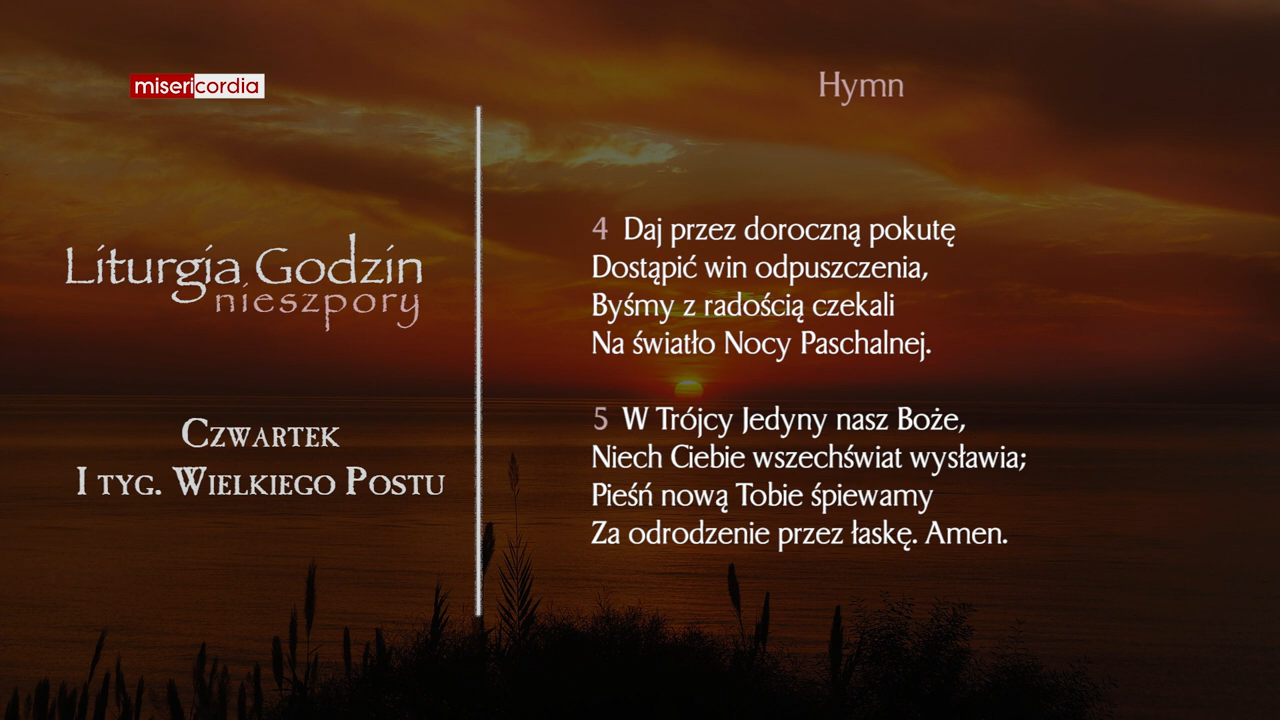 misericordia
Liturgia Godzin
nieszpory
Czwartek
I tyg. Wielkiego Postu
Hymn
4 Daj przez doroczną pokutę
Dostąpić win odpuszczenia,
Byśmy z radością czekali
Na światło Nocy Paschalnej.
5 W Trójcy Jedyny nasz Boże,
Niech Ciebie wszechświat wysławia;
Pieśń nową Tobie śpiewamy
Za odrodzenie przez łaskę. Amen.